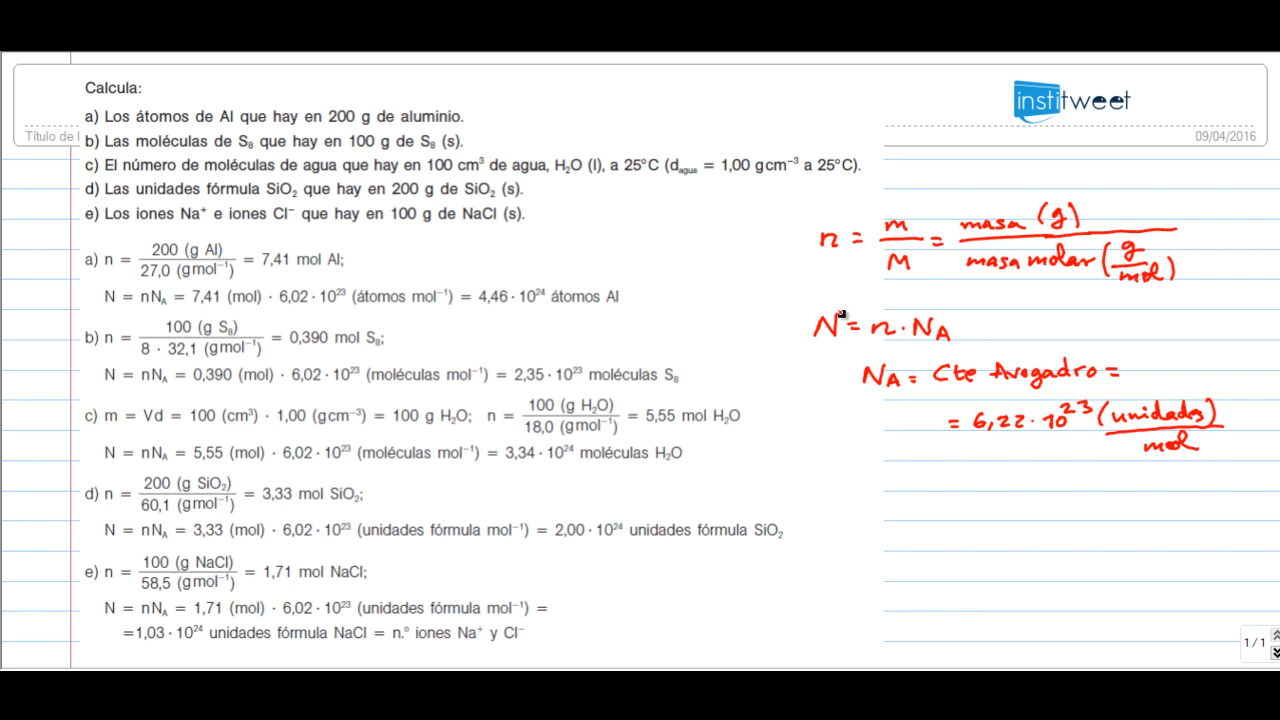 institweet
Título de l
09/04/2016
Calcula:
a) Los átomos de Al que hay en 200 g de aluminio.
b) Las moléculas de S₈ que hay en 100 g de S₈ (s).
c) El número de moléculas de agua que hay en 100 cm³ de agua, H₂O (l), a 25°C (dagua = 1,00 gcm⁻³ a 25°C).
d) Las unidades fórmula SiO₂ que hay en 200 g de SiO₂ (s).
e) Los iones Na⁺ e iones Cl⁻ que hay en 100 g de NaCl (s).
a) n = 200 (g Al) / 27,0 (gmol⁻¹) = 7,41 mol Al;
N = nNA = 7,41 (mol) · 6,02 · 10²³ (átomos mol⁻¹) = 4,46 · 10²⁴ átomos Al
b) n = 100 (g S₈) / 8 · 32,1 (gmol⁻¹) = 0,390 mol S₈;
N = nNA = 0,390 (mol) · 6,02 · 10²³ (moléculas mol⁻¹) = 2,35 · 10²³ moléculas S₈
c) m = Vd = 100 (cm³) · 1,00 (gcm⁻³) = 100 g H₂O; n = 100 (g H₂O) / 18,0 (gmol⁻¹) = 5,55 mol H₂O
N = nNA = 5,55 (mol) · 6,02 · 10²³ (moléculas mol⁻¹) = 3,34 · 10²⁴ moléculas H₂O
d) n = 200 (g SiO₂) / 60,1 (gmol⁻¹) = 3,33 mol SiO₂;
N = nNA = 3,33 (mol) · 6,02 · 10²³ (unidades fórmula mol⁻¹) = 2,00 · 10²⁴ unidades fórmula SiO₂
e) n = 100 (g NaCl) / 58,5 (gmol⁻¹) = 1,71 mol NaCl;
N = nNA = 1,71 (mol) · 6,02 · 10²³ (unidades fórmula mol⁻¹) =
=1,03 · 10²⁴ unidades fórmula NaCl = n.° iones Na⁺ y Cl⁻
n = m / M = masa (g) / masa molar (g/mol)
N = n · NA
NA = Cte Avogadro =
= 6,22 · 10²³ (unidades / mol)
1 / 1